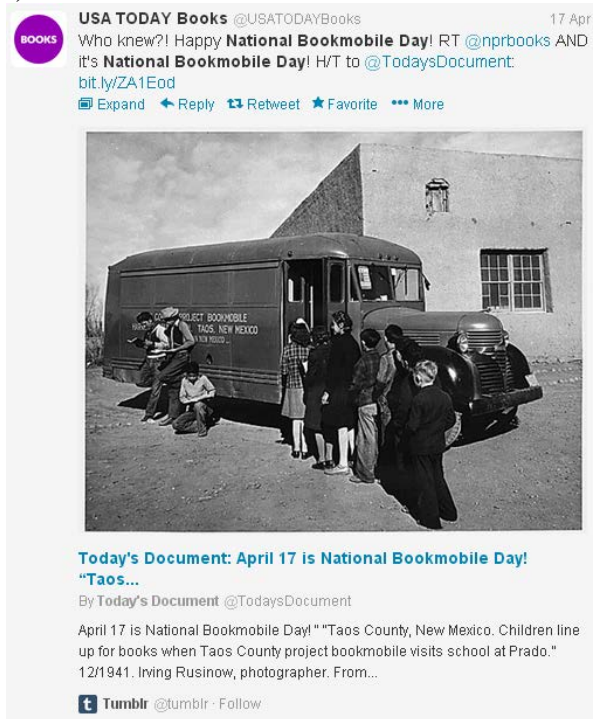 USA TODAY Books @USATODAYBooks 17 Apr
BOOKS
Who knew?! Happy National Bookmobile Day! RT @nprbooks AND
it's National Bookmobile Day! H/T to @TodaysDocument:
bit.ly/ZA1Eod
Expand Reply Retweet Favorite More
PROJECT BOOKMOBILE
TAOS, NEW MEXICO
Today's Document: April 17 is National Bookmobile Day!
“Taos...
By Today's Document @TodaysDocument
April 17 is National Bookmobile Day! " "Taos County, New Mexico. Children line
up for books when Taos County project bookmobile visits school at Prado."
12/1941. Irving Rusinow, photographer. From...
t Tumblr @tumblr · Follow